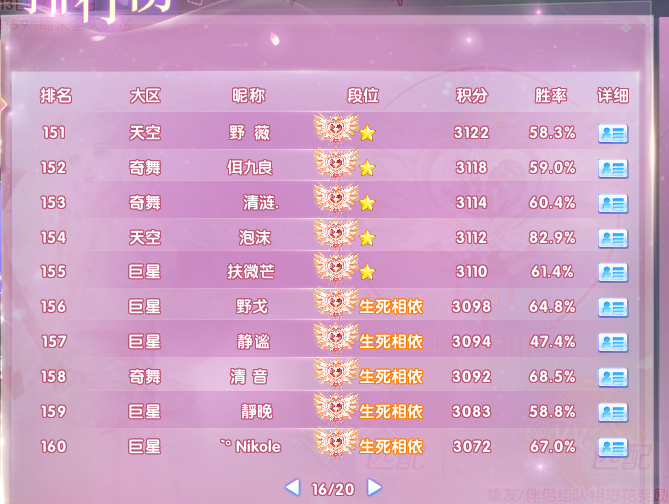 排行榜
排名 大区 昵称 段位 积分 胜率 详细
151 天空 野 薇 3122 58.3%
152 奇舞 佴九良 3118 59.0%
153 奇舞 清涟. 3114 60.4%
154 天空 泡沫 3112 82.9%
155 巨星 扶微芒 3110 61.4%
156 巨星 野戈 生死相依 3098 64.8%
157 巨星 静谧 生死相依 3094 47.4%
158 奇舞 清 音 生死相依 3092 68.5%
159 巨星 靜晚 生死相依 3083 58.8%
160 巨星 `° Nikole 生死相依 3072 67.0%
16/20